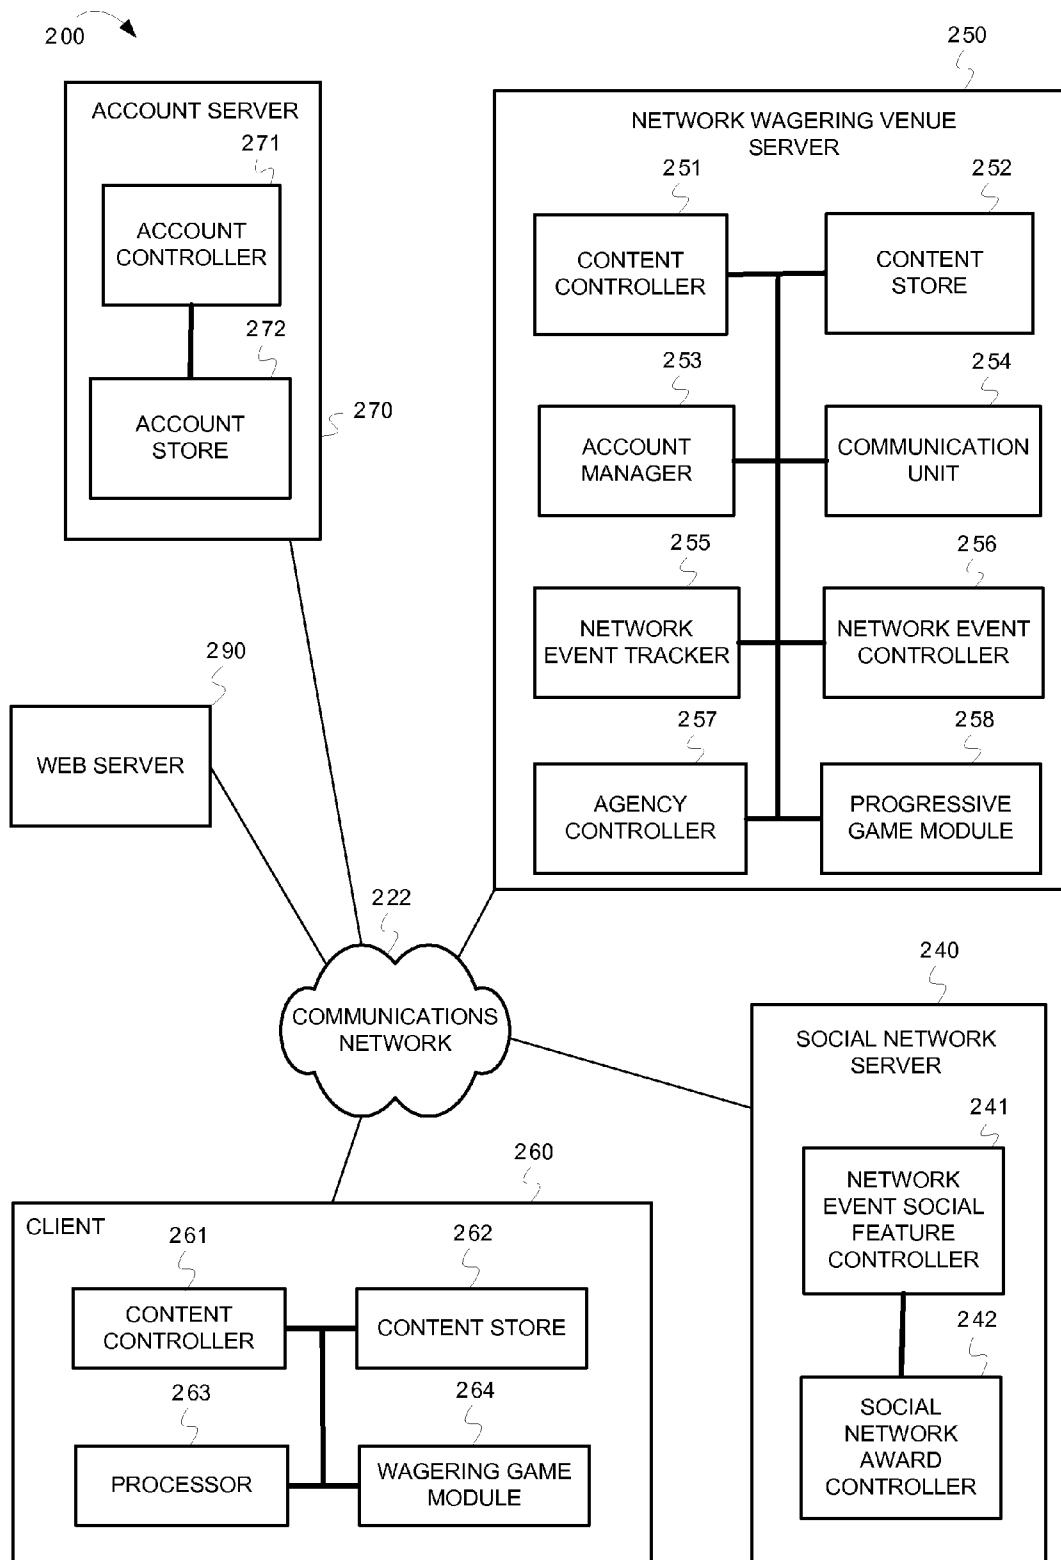 200
250
ACCOUNT SERVER
271
ACCOUNT
CONTROLLER
272
ACCOUNT
STORE
270
NETWORK WAGERING VENUE
SERVER
251
252
CONTENT
CONTROLLER
CONTENT
STORE
253
254
ACCOUNT
MANAGER
COMMUNICATION
UNIT
255
256
NETWORK
EVENT TRACKER
NETWORK EVENT
CONTROLLER
257
258
AGENCY
CONTROLLER
PROGRESSIVE
GAME MODULE
290
WEB SERVER
222
COMMUNICATIONS
NETWORK
240
SOCIAL NETWORK
SERVER
241
NETWORK
EVENT SOCIAL
FEATURE
CONTROLLER
242
SOCIAL
NETWORK
AWARD
CONTROLLER
260
CLIENT
261
262
CONTENT
CONTROLLER
CONTENT STORE
263
264
PROCESSOR
WAGERING GAME
MODULE